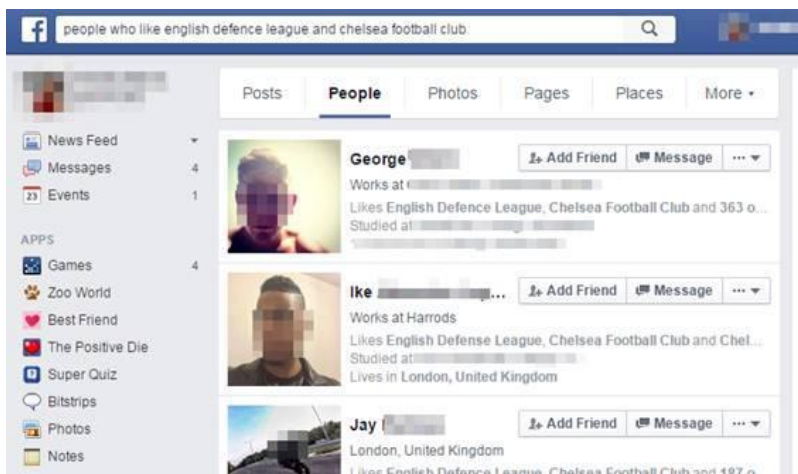 f people who like english defence league and chelsea football club
Posts People Photos Pages Places More
News Feed
Messages 4
23 Events 1
APPS
Games 4
Zoo World
Best Friend
The Positive Die
Super Quiz
Bitstrips
Photos
Notes
George Add Friend Message ...
Works at
Likes English Defence League, Chelsea Football Club and 363 o...
Studied at
Ike ... Add Friend Message ...
Works at Harrods
Likes English Defense League, Chelsea Football Club and Chel...
Studied at
Lives in London, United Kingdom
Jay Add Friend Message ...
London, United Kingdom
Likes English Defence League, Chelsea Football Club and 187 o...